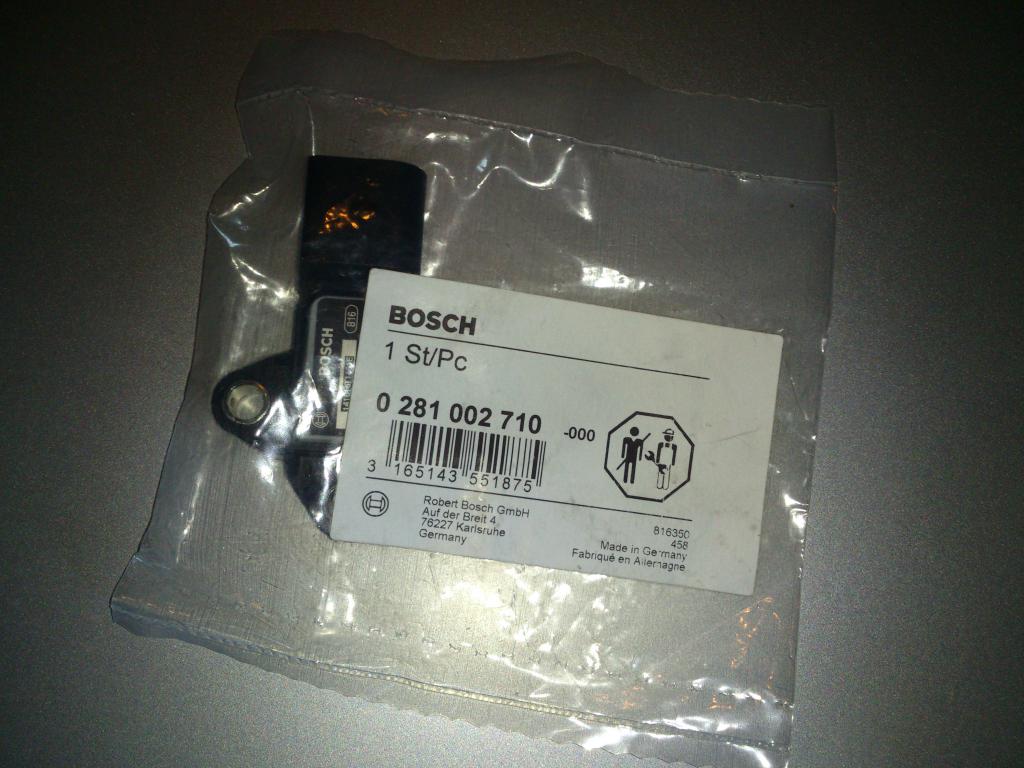 BOSCH
1 St/Pc
0 281 002 710
-000
3 165143 551875
Robert Bosch GmbH
Auf der Breit 4
76227 Karlsruhe
Germany
816350
458
Made in Germany
Fabriqué en Allemagne
BOSCH
816